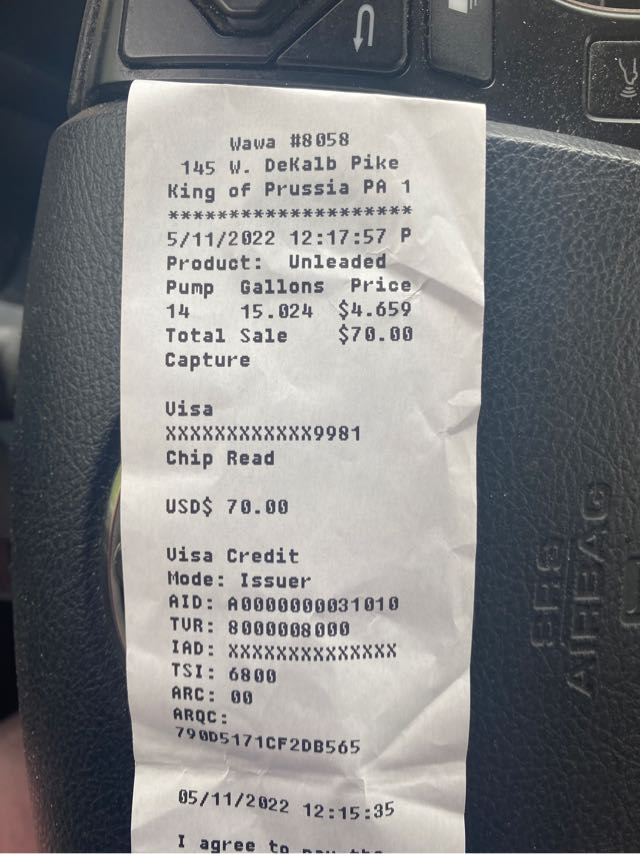 Wawa #8058
145 W. DeKalb Pike
King of Prussia PA 1
********************
5/11/2022 12:17:57 P
Product: Unleaded
Pump Gallons Price
14 15.024 $4.659
Total Sale $70.00
Capture
Visa
XXXXXXXXXXXX9981
Chip Read
USD$ 70.00
Visa Credit
Mode: Issuer
AID: A0000000031010
TVR: 8000008000
IAD: XXXXXXXXXXXXXX
TSI: 6800
ARC: 00
ARQC:
790D5171CF2DB565
05/11/2022 12:15:35
I agree to pay the
SRS
AIRBAG